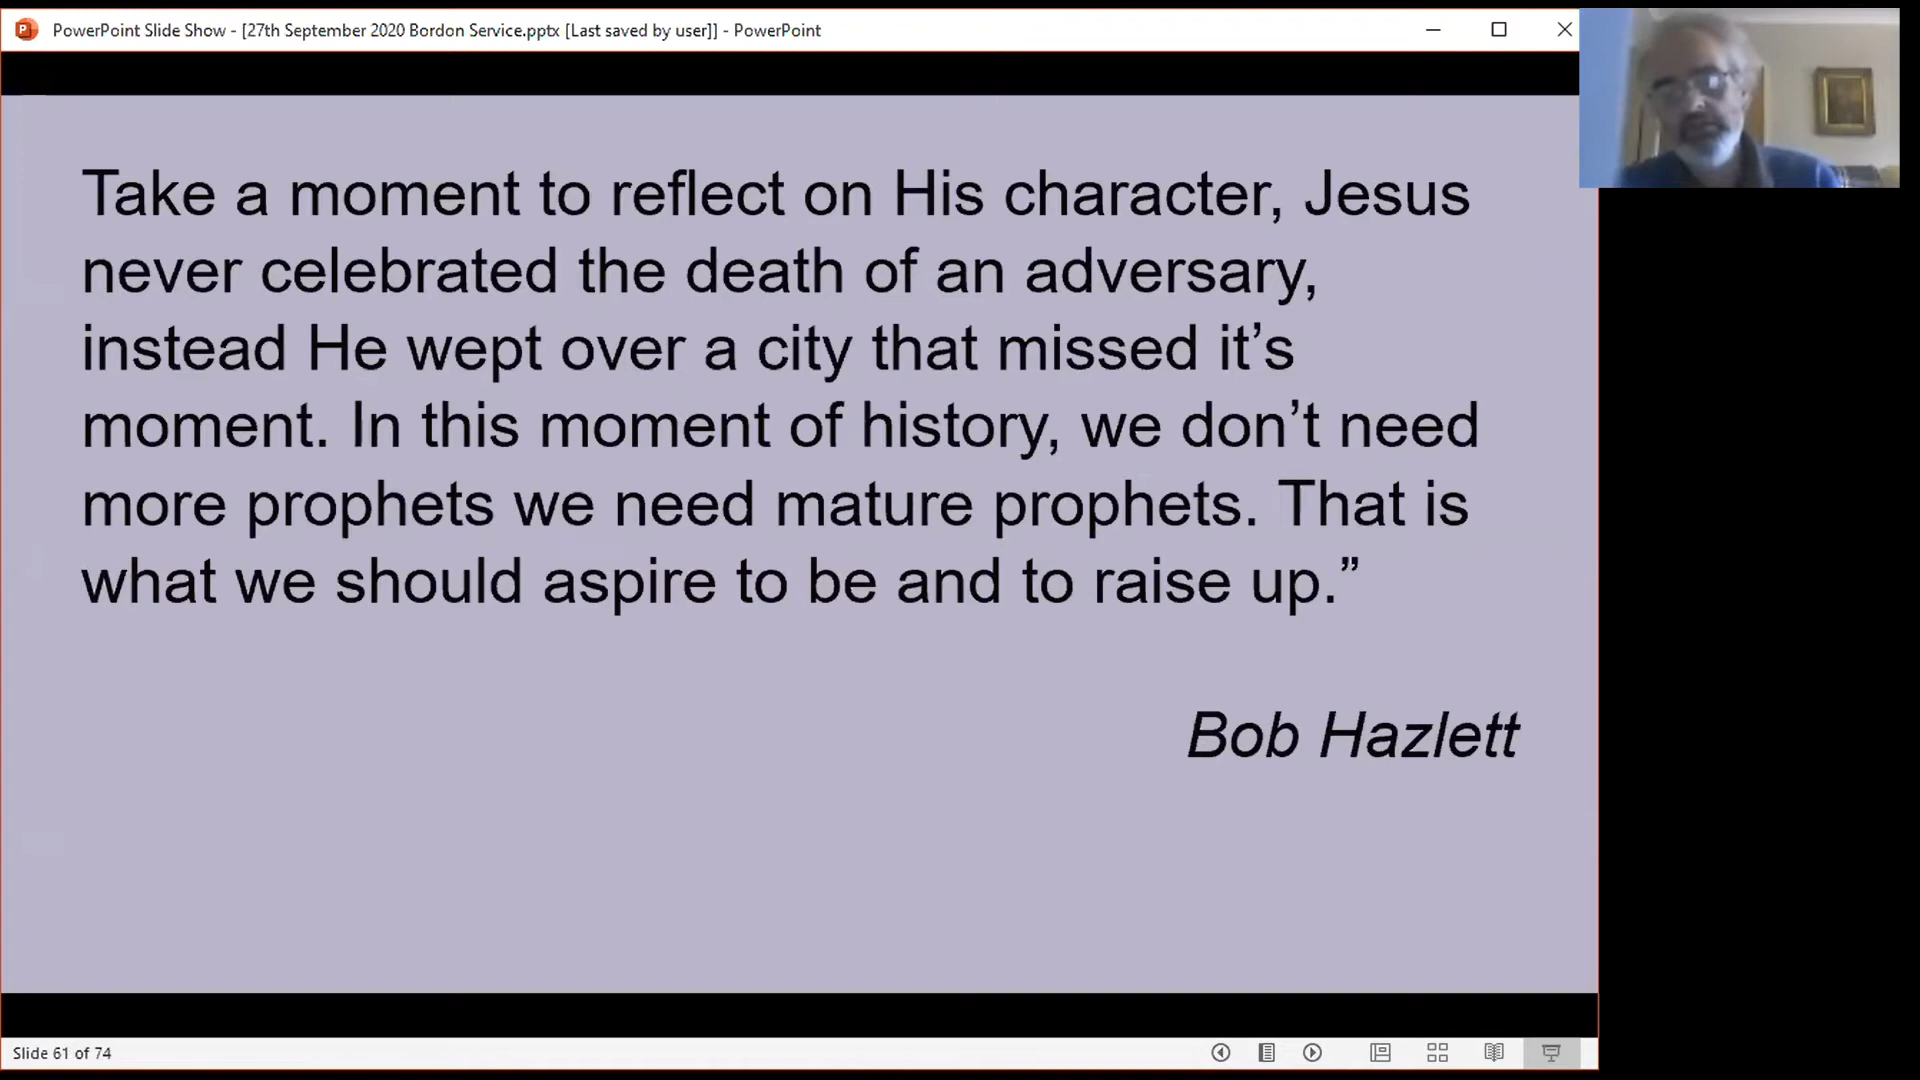 PowerPoint Slide Show - [27th September 2020 Bordon Service.pptx [Last saved by user]] - PowerPoint
Take a moment to reflect on His character, Jesus
never celebrated the death of an adversary,
instead He wept over a city that missed it’s
moment. In this moment of history, we don’t need
more prophets we need mature prophets. That is
what we should aspire to be and to raise up.”
Bob Hazlett
Slide 61 of 74